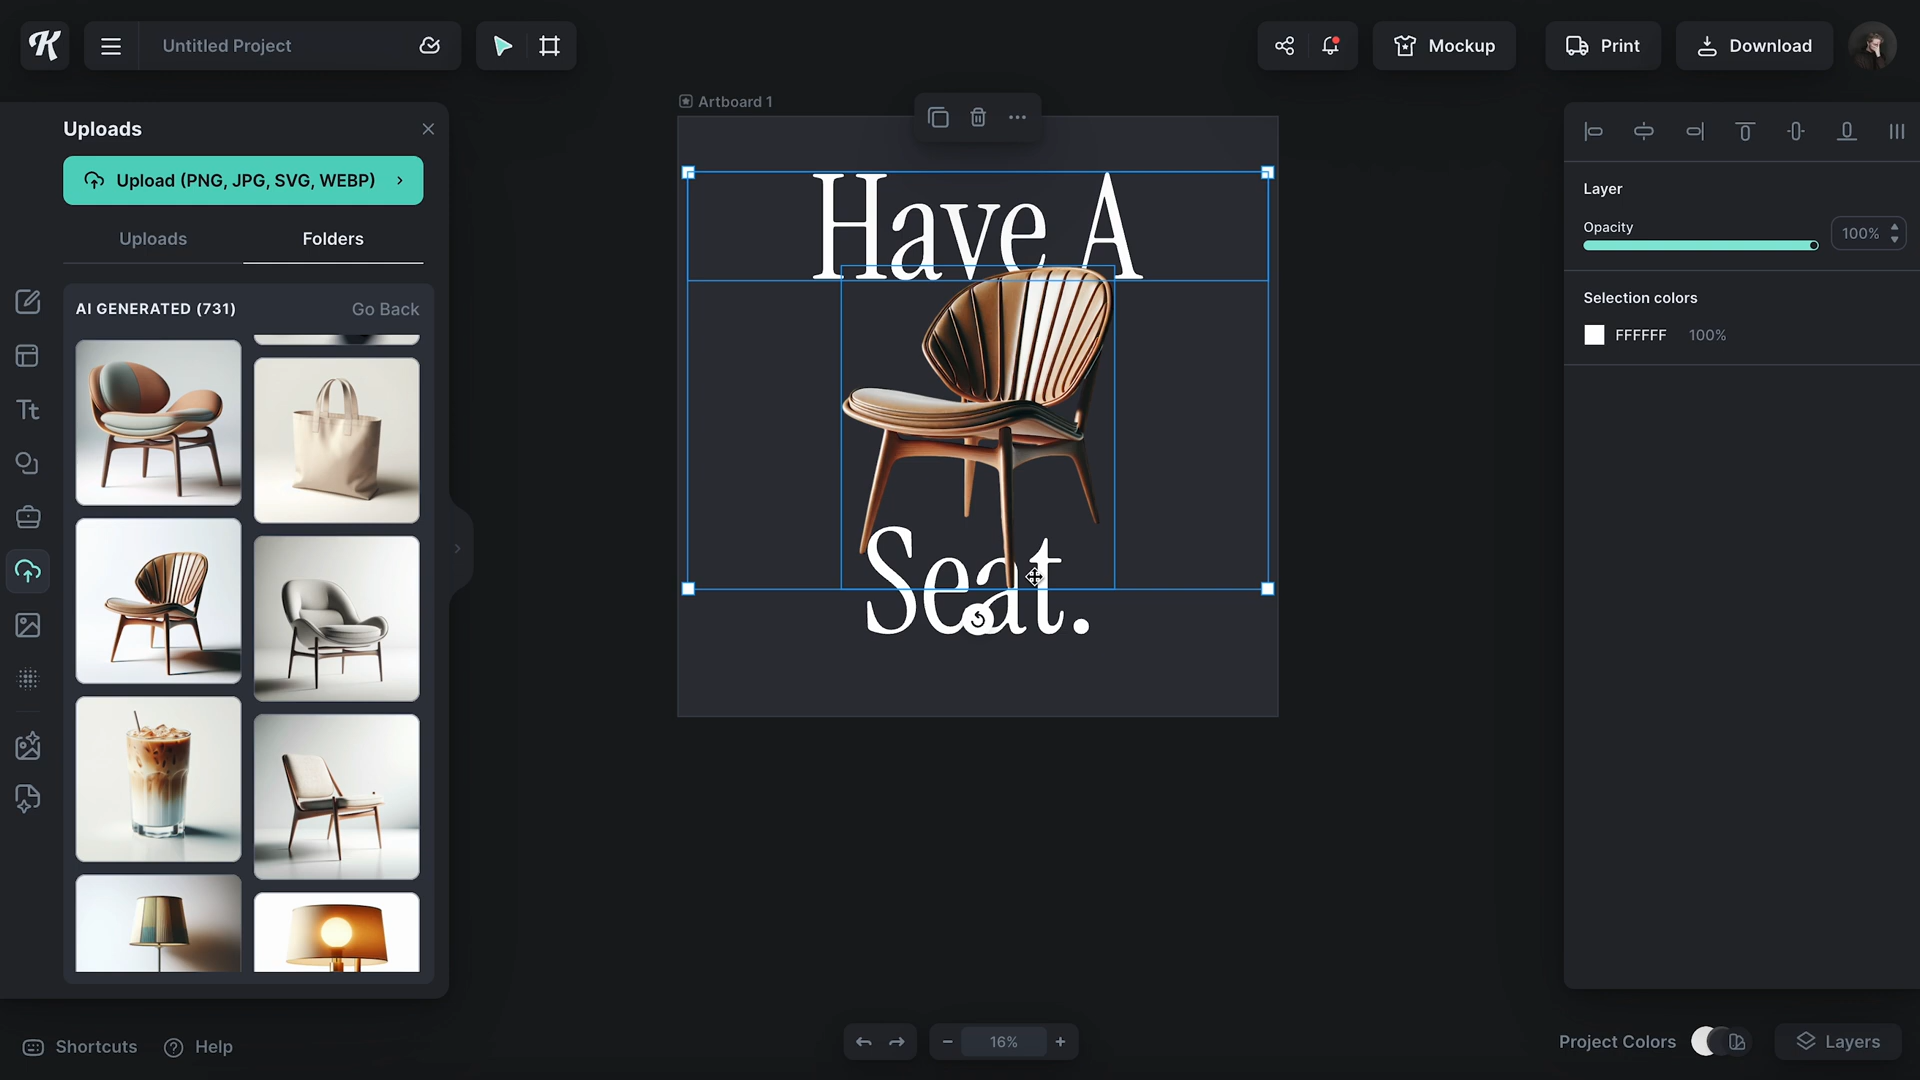 K
Untitled Project
Mockup
Print
Download
Uploads
Upload (PNG, JPG, SVG, WEBP)
Uploads
Folders
AI GENERATED (731)
Go Back
Artboard 1
Have A
Seat.
Layer
Opacity
100%
Selection colors
FFFFFF
100%
Tt
Shortcuts
Help
16%
Project Colors
Layers